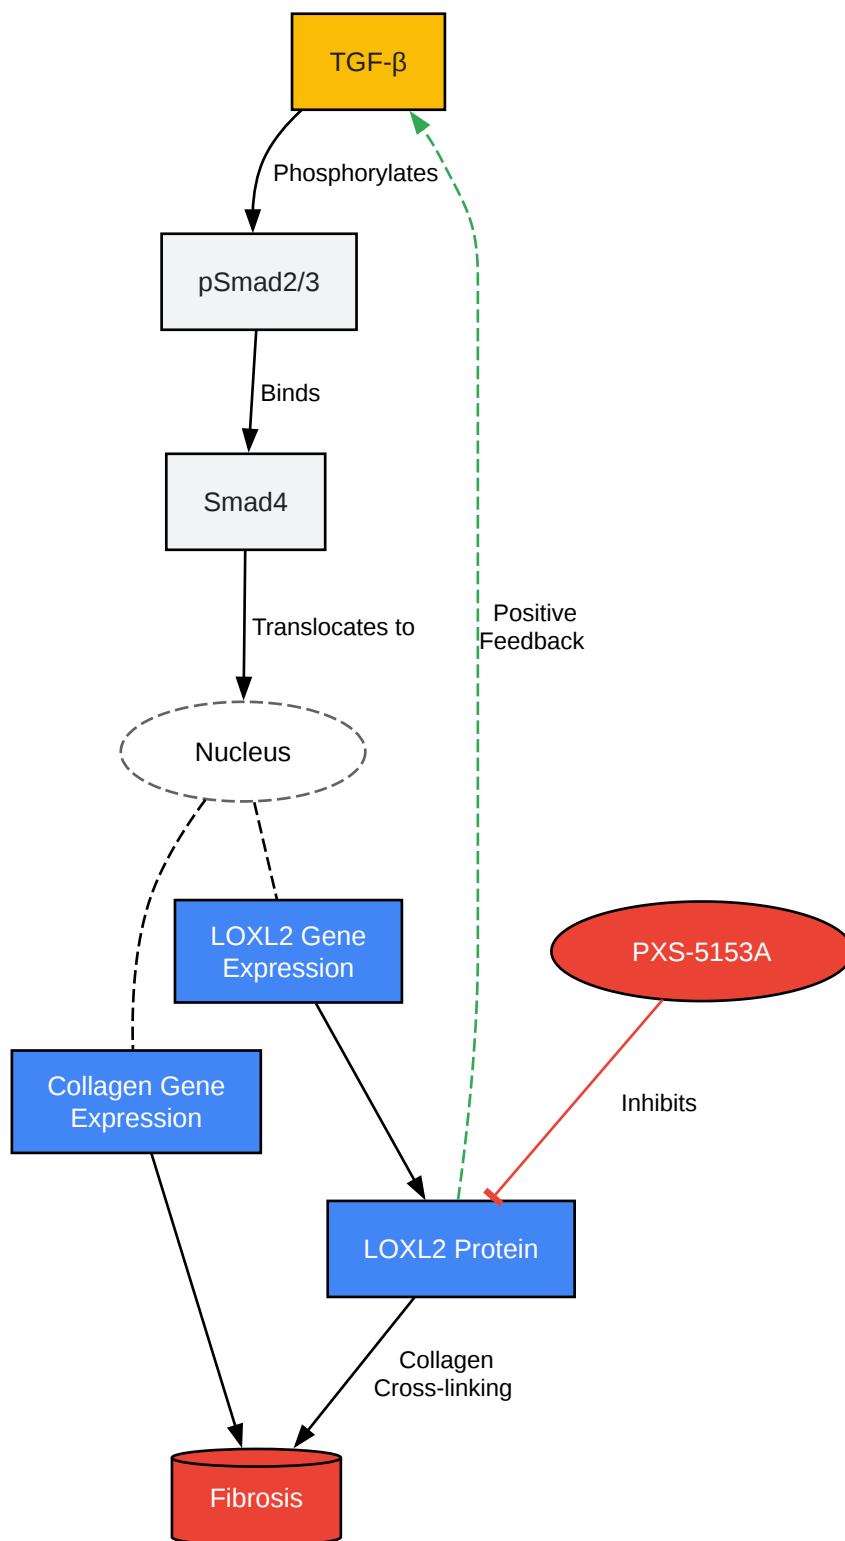 TGF-β
Phosphorylates
pSmad2/3
Binds
Smad4
Positive
Feedback
Translocates to
Nucleus
LOXL2 Gene
Expression
PXS-5153A
Collagen Gene
Expression
Inhibits
LOXL2 Protein
Collagen
Cross-linking
Fibrosis